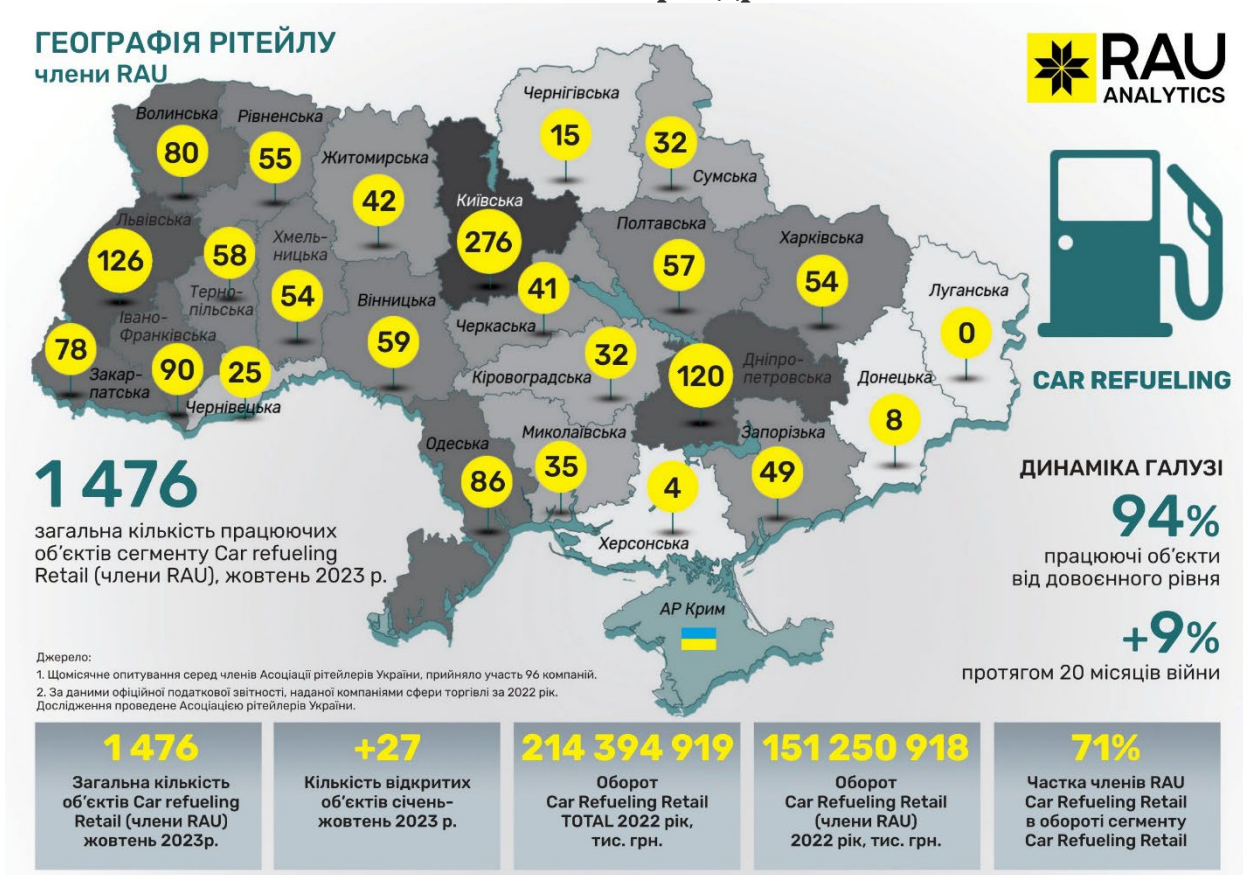 ГЕОГРАФІЯ РІТЕЙЛУ
члени RAU
RAU
ANALYTICS
Волинська
80
Рівненська
55
Житомирська
42
Київська
276
Чернігівська
15
32
Сумська
Львівська
126
58
Терно-
пільська
Хмель-
ницька
54
Вінницька
59
41
Черкаська
Полтавська
57
Харківська
54
Луганська
0
Івано-
Франківська
90
78
Закар-
патська
25
Чернівецька
Кіровоградська
32
120
Дніпро-
петровська
Донецька
8
Одеська
86
Миколаївська
35
4
Херсонська
Запорізька
49
АР Крим
CAR REFUELING
1 476
загальна кількість працюючих
об’єктів сегменту Car refueling
Retail (члени RAU), жовтень 2023 р.
ДИНАМІКА ГАЛУЗІ
94%
працюючі об’єкти
від довоєнного рівня
+9%
протягом 20 місяців війни
Джерело:
1. Щомісячне опитування серед членів Асоціації рітейлерів України, прийняло участь 96 компаній.
2. За даними офіційної податкової звітності, наданої компаніями сфери торгівлі за 2022 рік.
Дослідження проведене Асоціацією рітейлерів України.
1 476
Загальна кількість
об’єктів Car refueling
Retail (члени RAU)
жовтень 2023р.
+27
Кількість відкритих
об’єктів січень-
жовтень 2023 р.
214 394 919
Оборот
Car Refueling Retail
TOTAL 2022 рік,
тис. грн.
151 250 918
Оборот
Car Refueling Retail
(члени RAU)
2022 рік, тис. грн.
71%
Частка членів RAU
Car Refueling Retail
в обороті сегменту
Car Refueling Retail